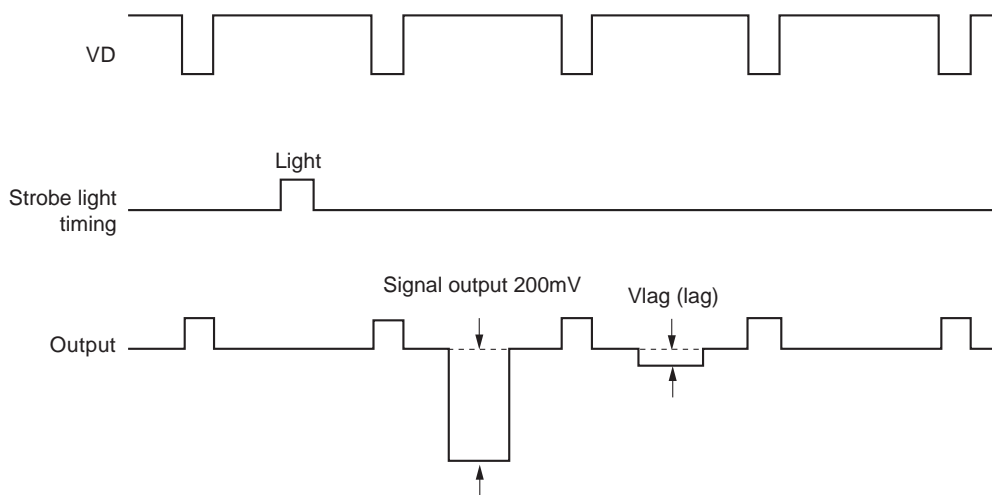 VD
Light
Strobe light
timing
Signal output 200mV
Vlag (lag)
Output